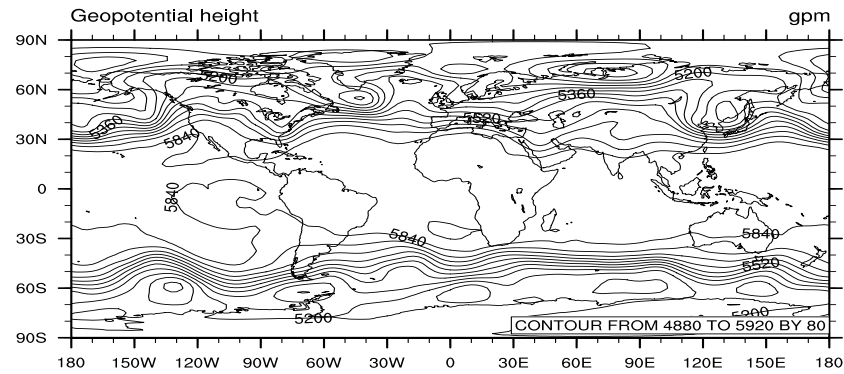 Geopotential height gpm
90N
5200 5200
60N
5360
5360 5520
5840
30N
5840
0
5840 5840
30S
5520
60S
5200 5200
CONTOUR FROM 4880 TO 5920 BY 80
90S
180 150W 120W 90W 60W 30W 0 30E 60E 90E 120E 150E 180